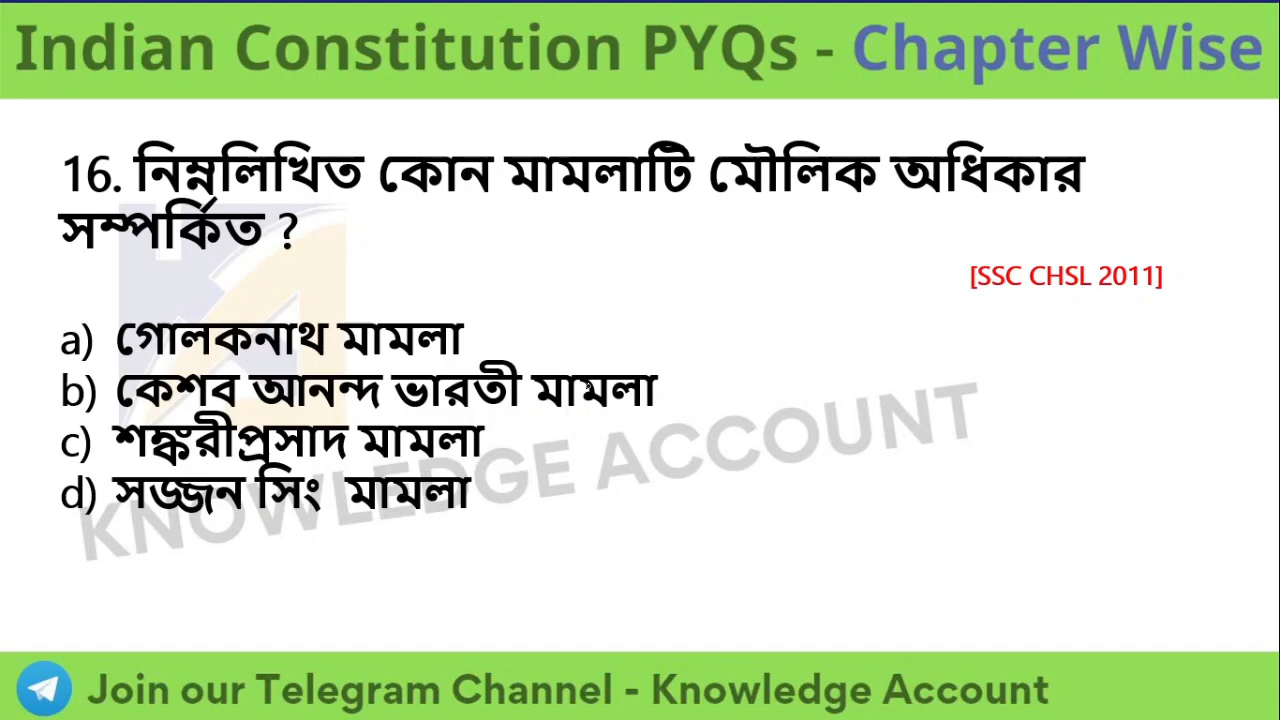 Indian Constitution PYQs - Chapter Wise
16. নিম্নলিখিত কোন মামলাটি মৌলিক অধিকার
সম্পর্কিত ?
[SSC CHSL 2011]
a) গোলকনাথ মামলা
b) কেশব আনন্দ ভারতী মামলা
c) শঙ্করীপ্রসাদ মামলা
d) সজ্জন সিং মামলা
KNOWLEDGE ACCOUNT
Join our Telegram Channel - Knowledge Account